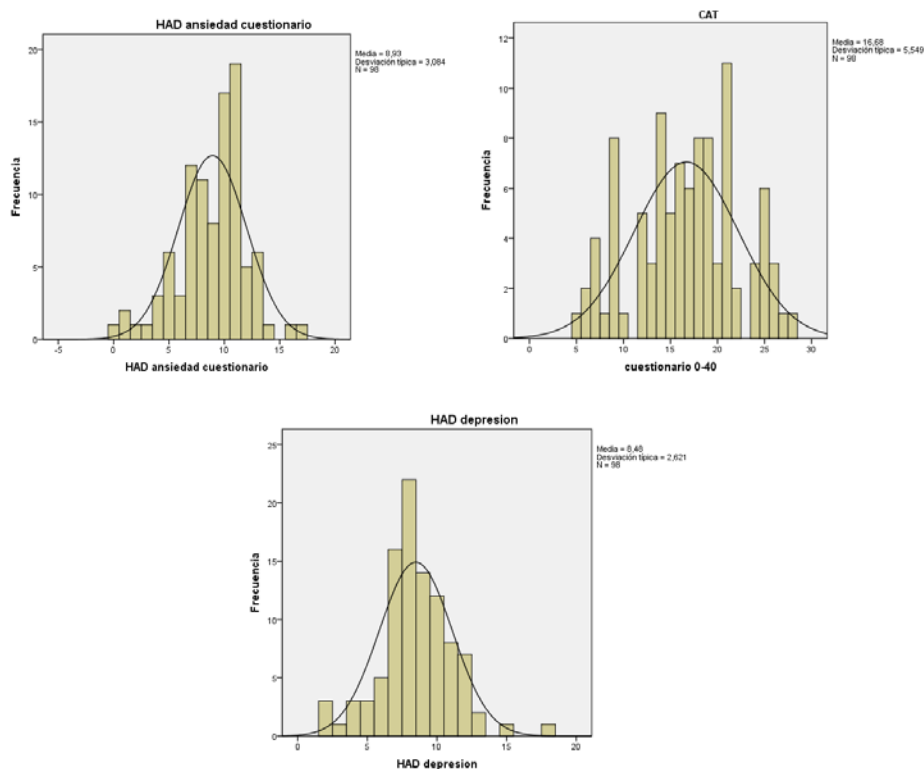 HAD ansiedad cuestionario
Media = 8,93
Desviación típica = 3,084
N = 98
Frecuencia
20
15
10
5
0
-5 0 5 10 15 20
HAD ansiedad cuestionario
CAT
Media = 16,68
Desviación típica = 5,549
N = 98
Frecuencia
12
10
8
6
4
2
0
0 5 10 15 20 25 30
cuestionario 0-40
HAD depresion
Media = 8,48
Desviación típica = 2,621
N = 98
Frecuencia
25
20
15
10
5
0
0 5 10 15 20
HAD depresion